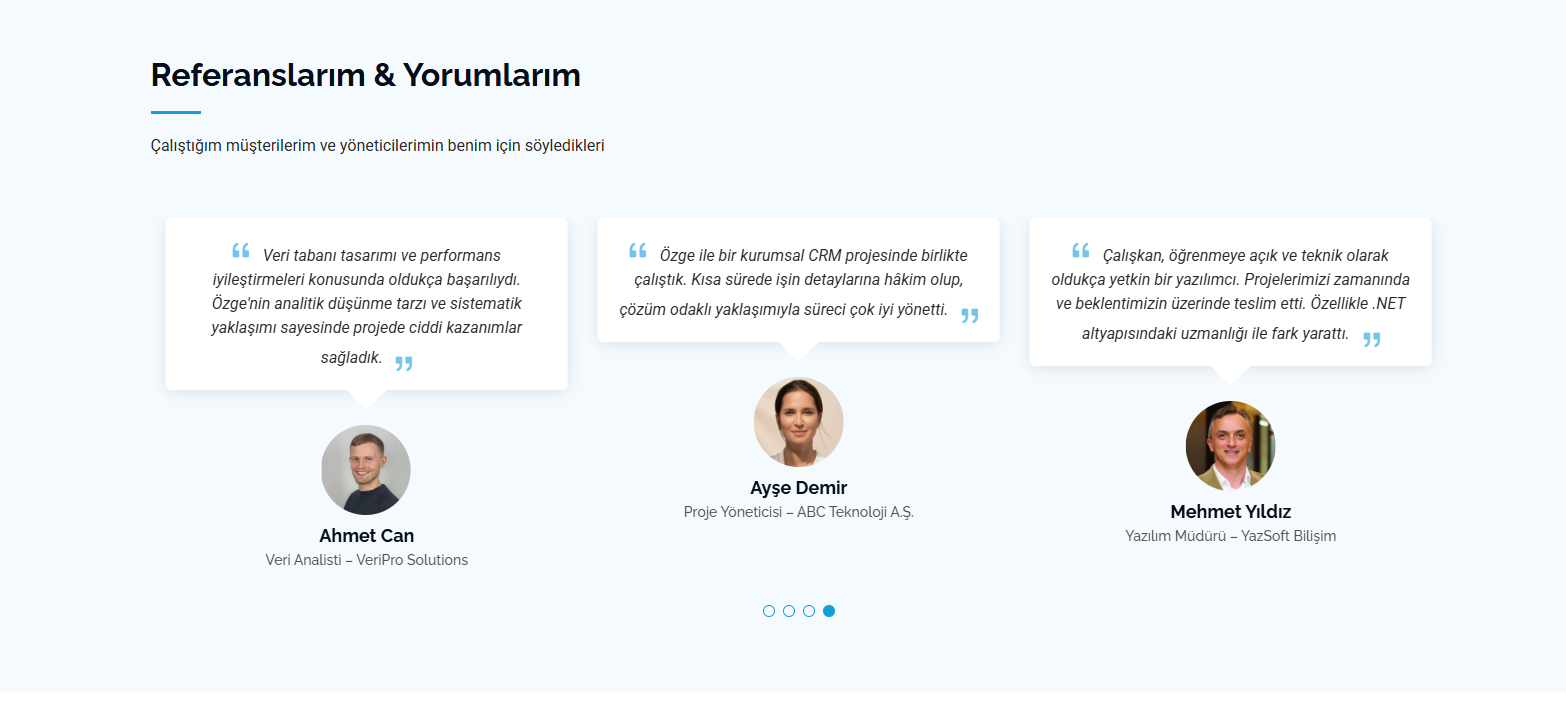 Referanslarım & Yorumlarım
Çalıştığım müşterilerim ve yöneticilerimin benim için söyledikleri
“ Veri tabanı tasarımı ve performans
iyileştirmeleri konusunda oldukça başarılıydı.
Özge'nin analitik düşünme tarzı ve sistematik
yaklaşımı sayesinde projede ciddi kazanımlar
sağladık. ”
Ahmet Can
Veri Analisti – VeriPro Solutions
“ Özge ile bir kurumsal CRM projesinde birlikte
çalıştık. Kısa sürede işin detaylarına hâkim olup,
çözüm odaklı yaklaşımıyla süreci çok iyi yönetti. ”
Ayşe Demir
Proje Yöneticisi – ABC Teknoloji A.Ş.
“ Çalışkan, öğrenmeye açık ve teknik olarak
oldukça yetkin bir yazılımcı. Projelerimizi zamanında
ve beklentimizin üzerinde teslim etti. Özellikle .NET
altyapısındaki uzmanlığı ile fark yarattı. ”
Mehmet Yıldız
Yazılım Müdürü – YazSoft Bilişim